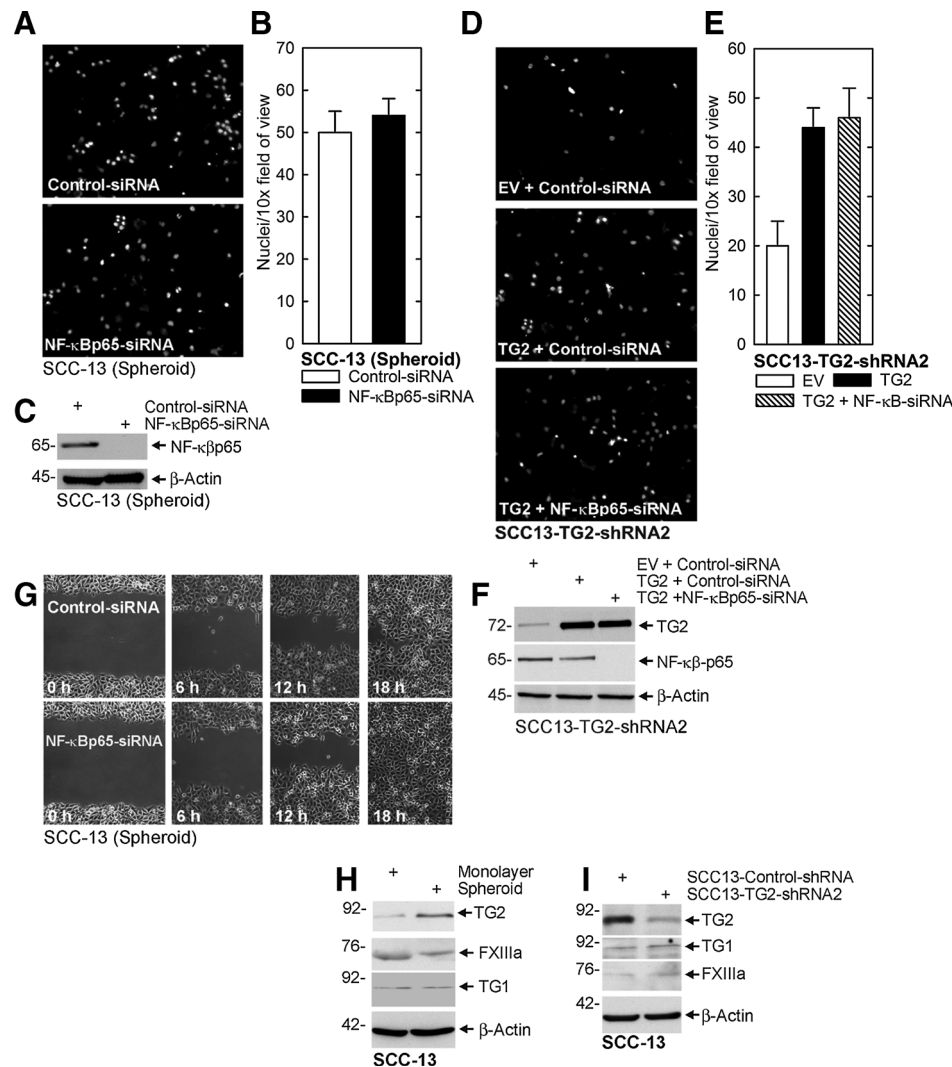 A
Control-siRNA
NF-κBp65-siRNA
SCC-13 (Spheroid)
B
Nuclei/10x field of view
70
60
50
40
30
20
10
0
SCC-13 (Spheroid)
Control-siRNA
NF-κBp65-siRNA
C
+ Control-siRNA
+ NF-κBp65-siRNA
65- NF-κβp65
45- β-Actin
SCC-13 (Spheroid)
D
EV + Control-siRNA
TG2 + Control-siRNA
TG2 + NF-κBp65-siRNA
SCC13-TG2-shRNA2
E
Nuclei/10x field of view
60
50
40
30
20
10
0
SCC13-TG2-shRNA2
EV TG2
TG2 + NF-κB-siRNA
F
+ EV + Control-siRNA
+ TG2 + Control-siRNA
+ TG2 +NF-κBp65-siRNA
72- TG2
65- NF-κβ-p65
45- β-Actin
SCC13-TG2-shRNA2
G
Control-siRNA
0 h 6 h 12 h 18 h
NF-κBp65-siRNA
0 h 6 h 12 h 18 h
SCC-13 (Spheroid)
H
+ Monolayer
+ Spheroid
92- TG2
76- FXIIIa
92- TG1
42- β-Actin
SCC-13
I
+ SCC13-Control-shRNA
+ SCC13-TG2-shRNA2
92- TG2
92- TG1
76- FXIIIa
42- β-Actin
SCC-13